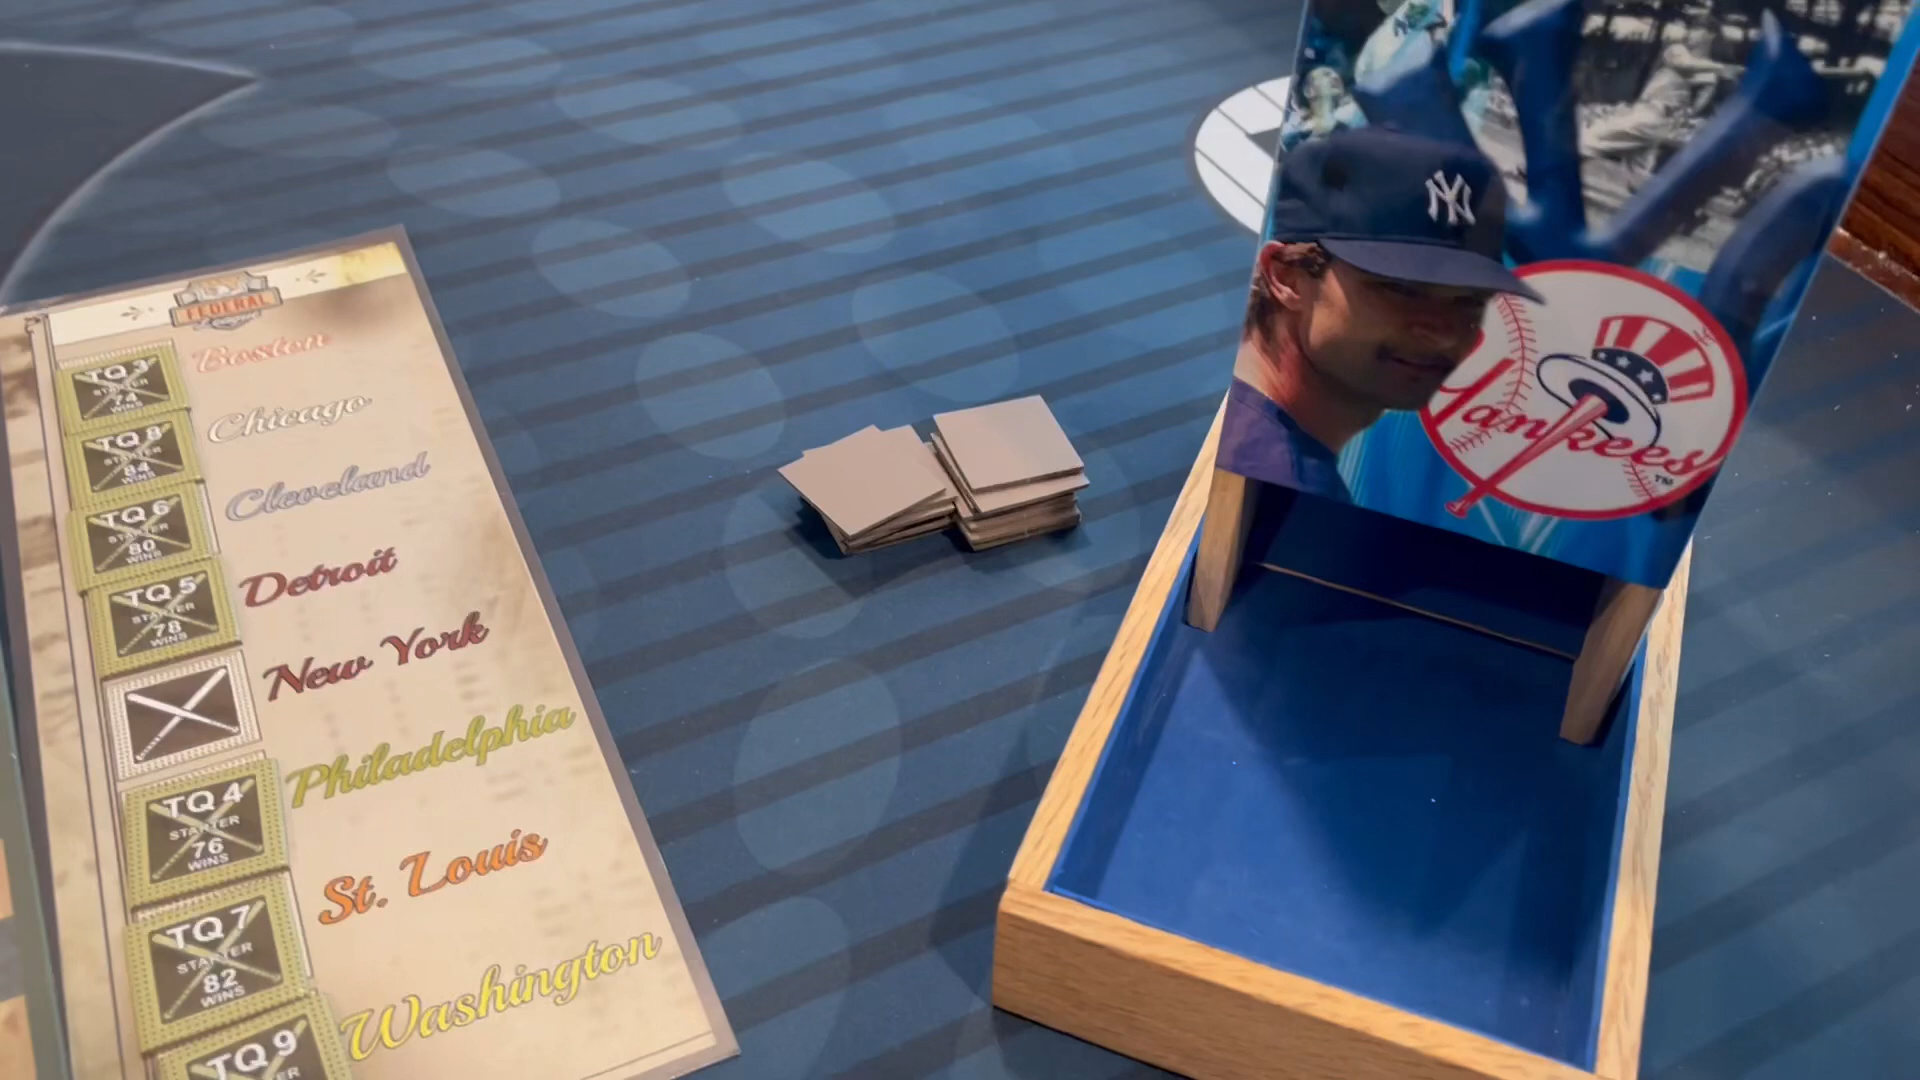 FEDERAL
League
Boston
TQ 3
STARTER
74
WINS
Chicago
TQ 8
STARTER
84
WINS
Cleveland
TQ 6
STARTER
80
WINS
Detroit
TQ 5
STARTER
78
WINS
New York
Philadelphia
TQ 4
STARTER
76
WINS
St. Louis
TQ 7
STARTER
82
WINS
Washington
TQ 9
NY
Yankees
TM